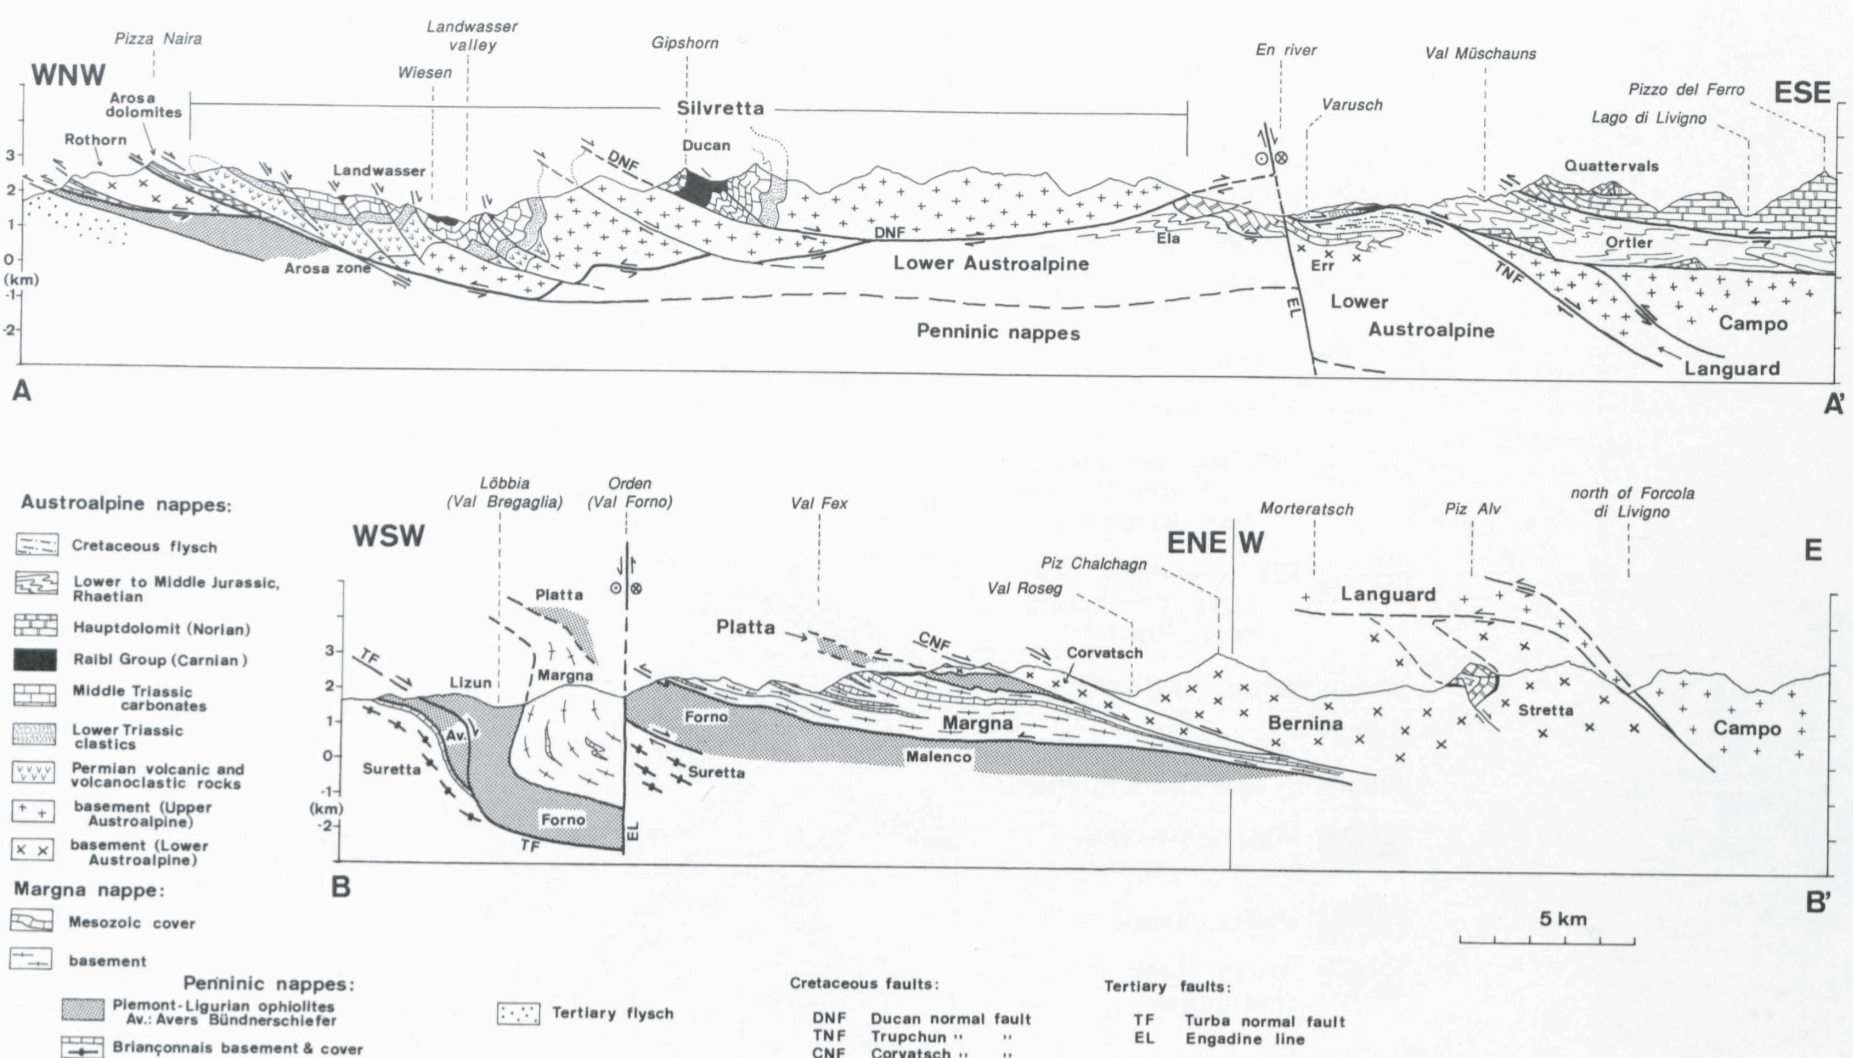 Pizza Naira
Landwasser
valley
Wiesen
Gipshorn
En river
Val Müschauns
Varusch
Pizzo del Ferro
Lago di Livigno
WNW
ESE
Arosa
dolomites
Rothorn
Silvretta
Landwasser
DNF
Ducan
Quattervals
3
2
1
0
(km)
-1
-2
Arosa zone
DNF
Lower Austroalpine
Ela
Err
Ortler
TNF
EL
Lower
Austroalpine
Penninic nappes
Campo
Languard
A
A'
Austroalpine nappes:
Cretaceous flysch
Lower to Middle Jurassic,
Rhaetian
Hauptdolomit (Norian)
Raibl Group (Carnian)
Middle Triassic
carbonates
Lower Triassic
clastics
Permian volcanic and
volcanoclastic rocks
basement (Upper
Austroalpine)
basement (Lower
Austroalpine)
Margna nappe:
Mesozoic cover
basement
Penninic nappes:
Piemont-Ligurian ophiolites
Av.: Avers Bündnerschiefer
Briançonnais basement & cover
Tertiary flysch
Löbbia
(Val Bregaglia)
Orden
(Val Forno)
Val Fex
Piz Chalchagn
Val Roseg
Morteratsch
Piz Alv
north of Forcola
di Livigno
WSW
ENE W
E
Platta
Platta
CNF
Corvatsch
Languard
TF
Lizun
Margna
3
2
1
0
-1
(km)
-2
Av.
Suretta
Forno
Suretta
Margna
Malenco
Bernina
Stretta
Campo
Forno
TF
EL
B
B'
5 km
Cretaceous faults:
DNF Ducan normal fault
TNF Trupchun " "
CNF Corvatsch " "
Tertiary faults:
TF Turba normal fault
EL Engadine line